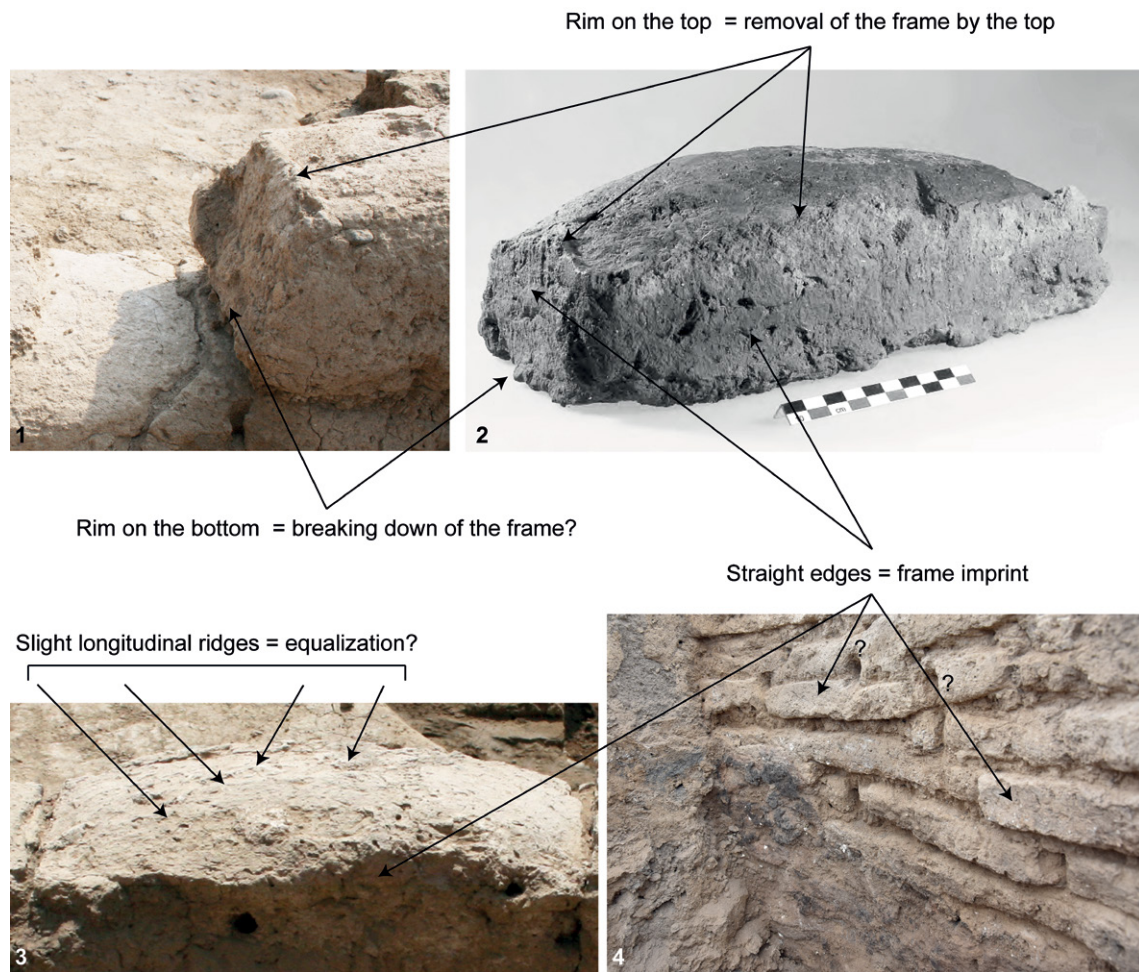 Rim on the top = removal of the frame by the top
1
2
cm
Rim on the bottom = breaking down of the frame?
Straight edges = frame imprint
Slight longitudinal ridges = equalization?
?
?
3
4